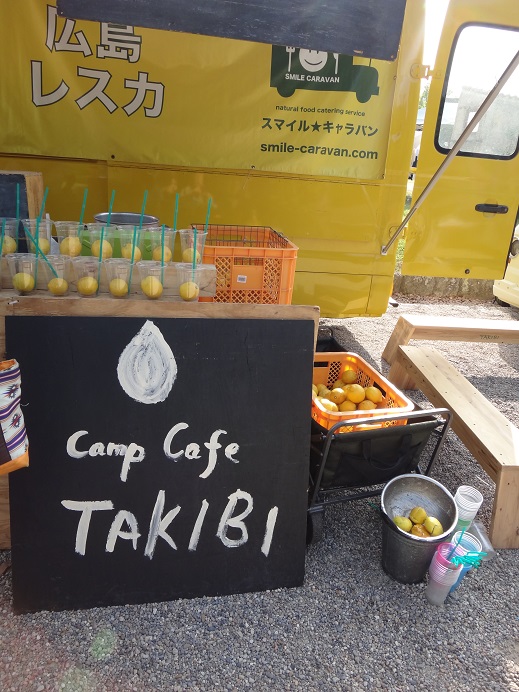 広島
レスカ
SMILE CARAVAN
natural food catering service
スマイル★キャラバン
smile-caravan.com
Camp Cafe
TAKIBI